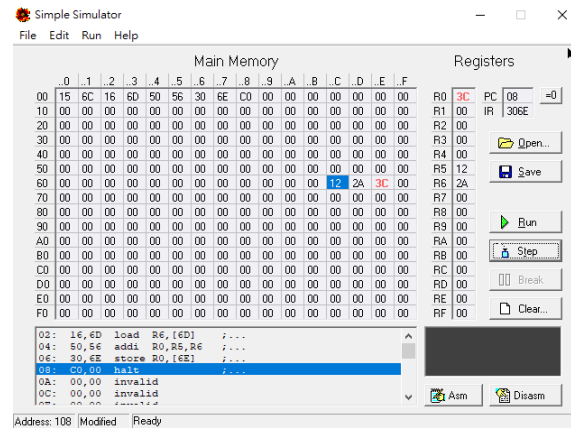 Simple Simulator
File Edit Run Help
Main Memory
Registers
..0 ..1 ..2 ..3 ..4 ..5 ..6 ..7 ..8 ..9 ..A ..B ..C ..D ..E ..F
00 15 6C 16 6D 50 56 30 6E C0 00 00 00 00 00 00 00
10 00 00 00 00 00 00 00 00 00 00 00 00 00 00 00 00
20 00 00 00 00 00 00 00 00 00 00 00 00 00 00 00 00
30 00 00 00 00 00 00 00 00 00 00 00 00 00 00 00 00
40 00 00 00 00 00 00 00 00 00 00 00 00 00 00 00 00
50 00 00 00 00 00 00 00 00 00 00 00 00 00 00 00 00
60 00 00 00 00 00 00 00 00 00 00 00 00 12 2A 3C 00
70 00 00 00 00 00 00 00 00 00 00 00 00 00 00 00 00
80 00 00 00 00 00 00 00 00 00 00 00 00 00 00 00 00
90 00 00 00 00 00 00 00 00 00 00 00 00 00 00 00 00
A0 00 00 00 00 00 00 00 00 00 00 00 00 00 00 00 00
B0 00 00 00 00 00 00 00 00 00 00 00 00 00 00 00 00
C0 00 00 00 00 00 00 00 00 00 00 00 00 00 00 00 00
D0 00 00 00 00 00 00 00 00 00 00 00 00 00 00 00 00
E0 00 00 00 00 00 00 00 00 00 00 00 00 00 00 00 00
F0 00 00 00 00 00 00 00 00 00 00 00 00 00 00 00 00
R0 3C PC 08 =0
R1 00 IR 306E
R2 00
R3 00
R4 00
R5 12
R6 2A
R7 00
R8 00
R9 00
RA 00
RB 00
RC 00
RD 00
RE 00
RF 00
Open...
Save
Run
Step
Break
Clear...
02: 16,6D load R6,[6D] ;...
04: 50,56 addi R0,R5,R6 ;...
06: 30,6E store R0,[6E] ;...
08: C0,00 halt ;...
0A: 00,00 invalid
0C: 00,00 invalid
Asm Disasm
Address: 108 Modified Ready